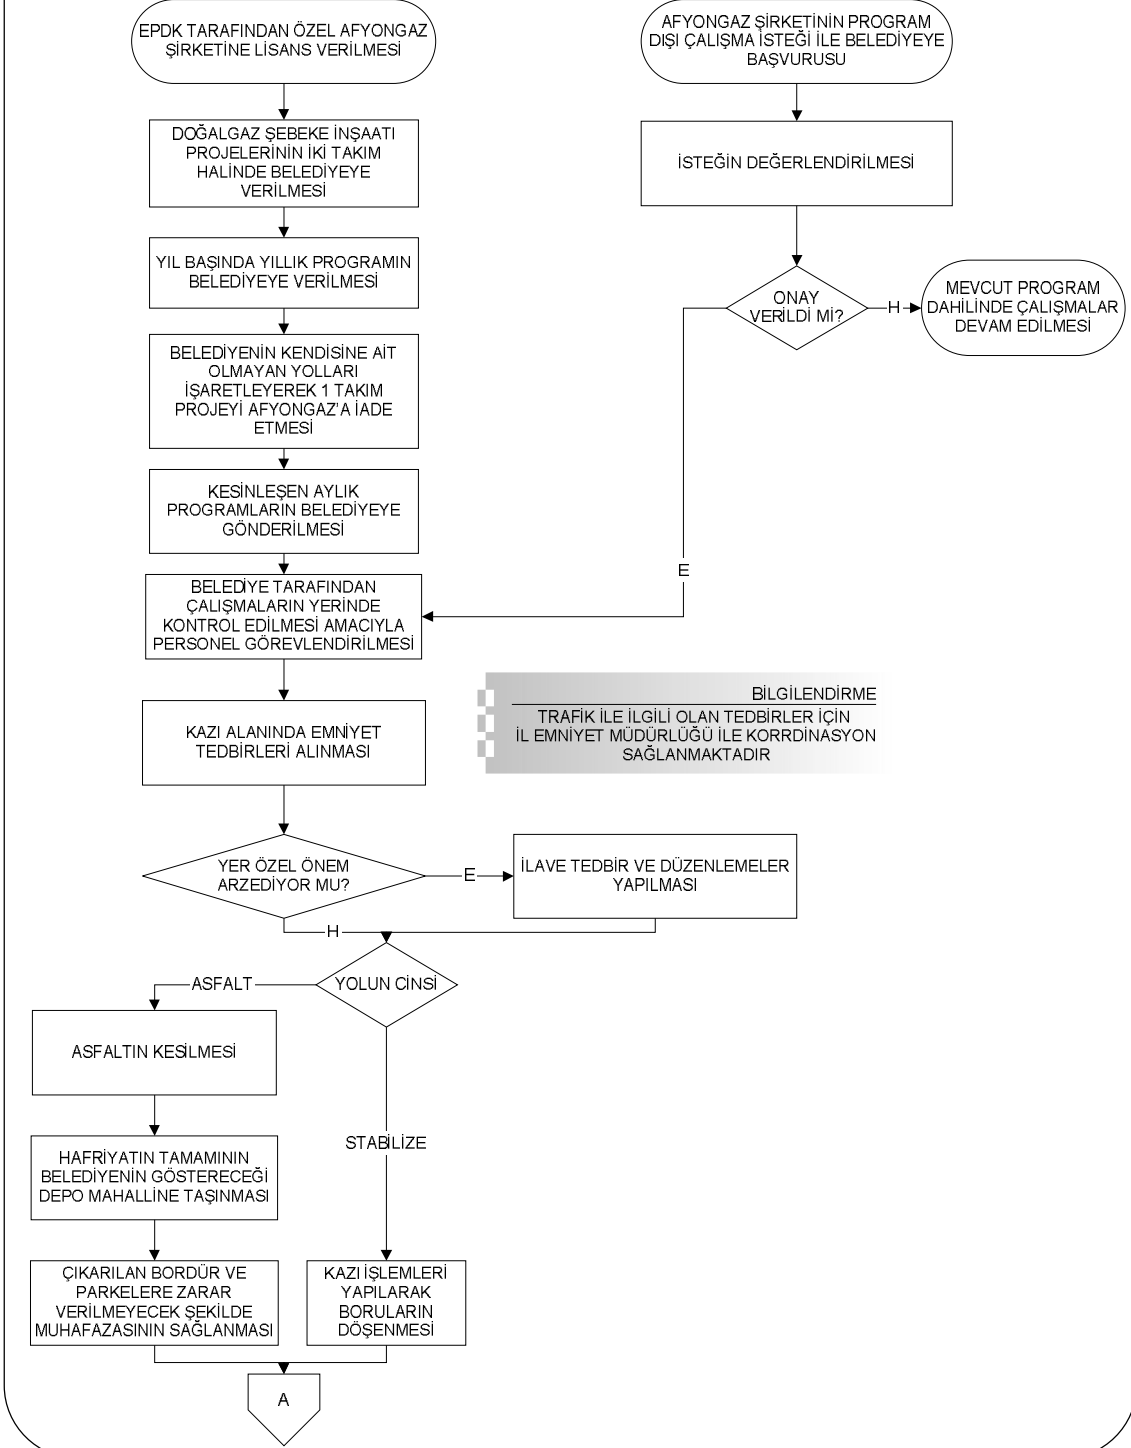 EPDK TARAFINDAN ÖZEL AFYONGAZ
ŞİRKETİNE LİSANS VERİLMESİ
DOĞALGAZ ŞEBEKE İNŞAATI
PROJELERİNİN İKİ TAKIM
HALİNDE BELEDİYEYE
VERİLMESİ
YIL BAŞINDA YILLIK PROGRAMIN
BELEDİYEYE VERİLMESİ
BELEDİYENİN KENDİSİNE AİT
OLMAYAN YOLLARI
İŞARETLEYEREK 1 TAKIM
PROJEYİ AFYONGAZ'A İADE
ETMESİ
KESİNLEŞEN AYLIK
PROGRAMLARIN BELEDİYEYE
GÖNDERİLMESİ
AFYONGAZ ŞİRKETİNİN PROGRAM
DIŞI ÇALIŞMA İSTEĞİ İLE BELEDİYEYE
BAŞVURUSU
İSTEĞİN DEĞERLENDİRİLMESİ
ONAY
VERİLDİ Mİ?
H
MEVCUT PROGRAM
DAHİLİNDE ÇALIŞMALAR
DEVAM EDİLMESİ
E
BELEDİYE TARAFINDAN
ÇALIŞMALARIN YERİNDE
KONTROL EDİLMESİ AMACIYLA
PERSONEL GÖREVLENDİRİLMESİ
KAZI ALANINDA EMNİYET
TEDBİRLERİ ALINMASI
BİLGİLENDİRME
TRAFİK İLE İLGİLİ OLAN TEDBİRLER İÇİN
İL EMNİYET MÜDÜRLÜĞÜ İLE KORRDİNASYON
SAĞLANMAKTADIR
YER ÖZEL ÖNEM
ARZEDİYOR MU?
E
İLAVE TEDBİR VE DÜZENLEMELER
YAPILMASI
H
YOLUN CİNSİ
ASFALT
ASFALTIN KESİLMESİ
HAFRİYATIN TAMAMININ
BELEDİYENİN GÖSTERECEĞİ
DEPO MAHALLİNE TAŞINMASI
ÇIKARILAN BORDÜR VE
PARKELERE ZARAR
VERİLMEYECEK ŞEKİLDE
MUHAFAZASININ SAĞLANMASI
STABİLİZE
KAZI İŞLEMLERİ
YAPILARAK
BORULARIN
DÖŞENMESİ
A